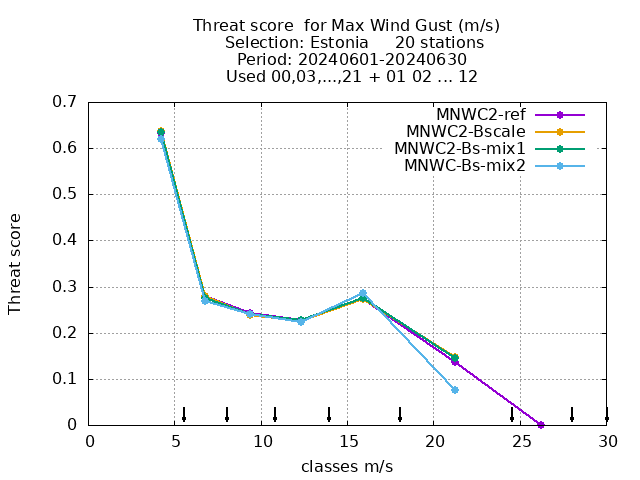 Threat score  for Max Wind Gust (m/s)
Selection: Estonia     20 stations
Period: 20240601-20240630
Used 00,03,...,21 + 01 02 ... 12
MNWC2-ref
MNWC2-Bscale
MNWC2-Bs-mix1
MNWC-Bs-mix2
Threat score
0.7
0.6
0.5
0.4
0.3
0.2
0.1
0
0 5 10 15 20 25 30
classes m/s